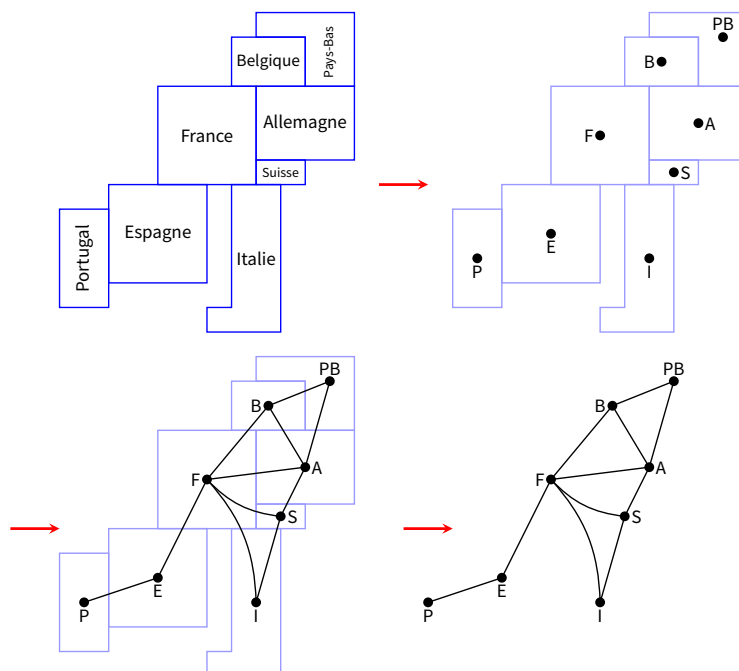 Pays-Bas
Belgique
Allemagne
France
Suisse
Espagne
Portugal
Italie
PB
B
A
F
S
E
P
I
PB
B
A
F
S
E
P
I
PB
B
A
F
S
E
P
I